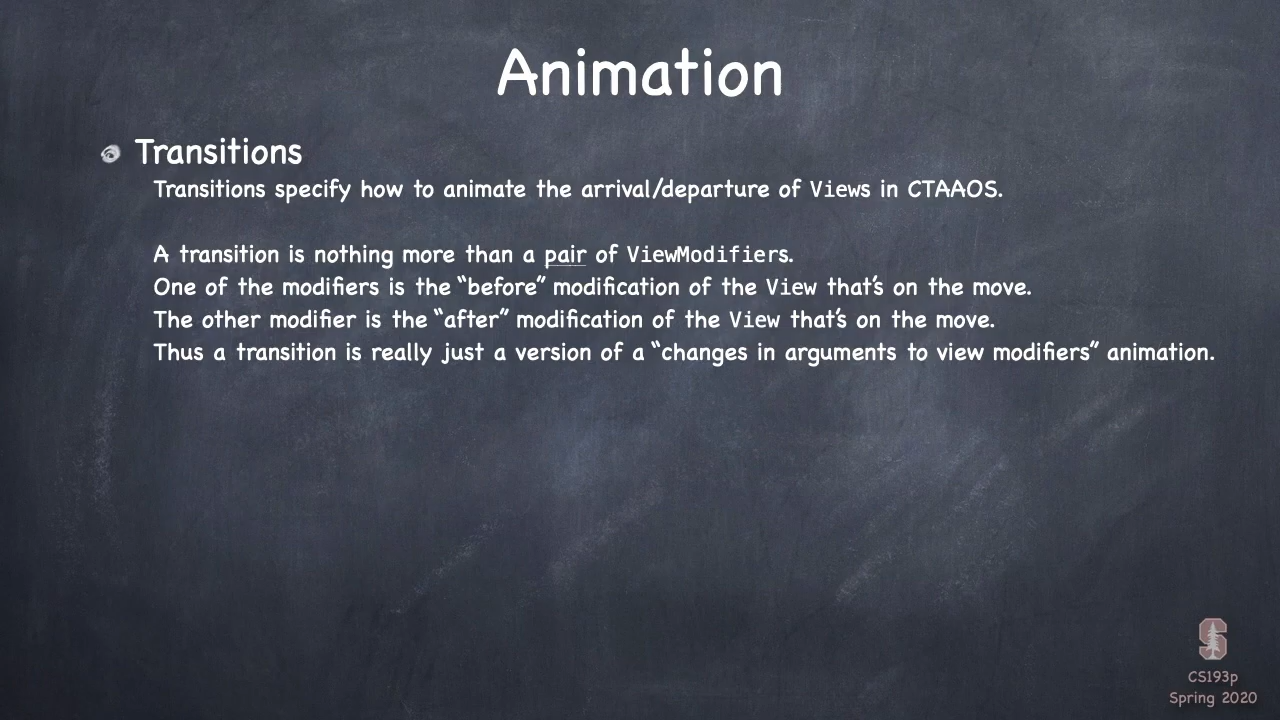 Animation
Transitions
Transitions specify how to animate the arrival/departure of Views in CTAAOS.
A transition is nothing more than a pair of ViewModifiers.
One of the modifiers is the “before” modification of the View that’s on the move.
The other modifier is the “after” modification of the View that’s on the move.
Thus a transition is really just a version of a “changes in arguments to view modifiers” animation.
S
CS193p
Spring 2020